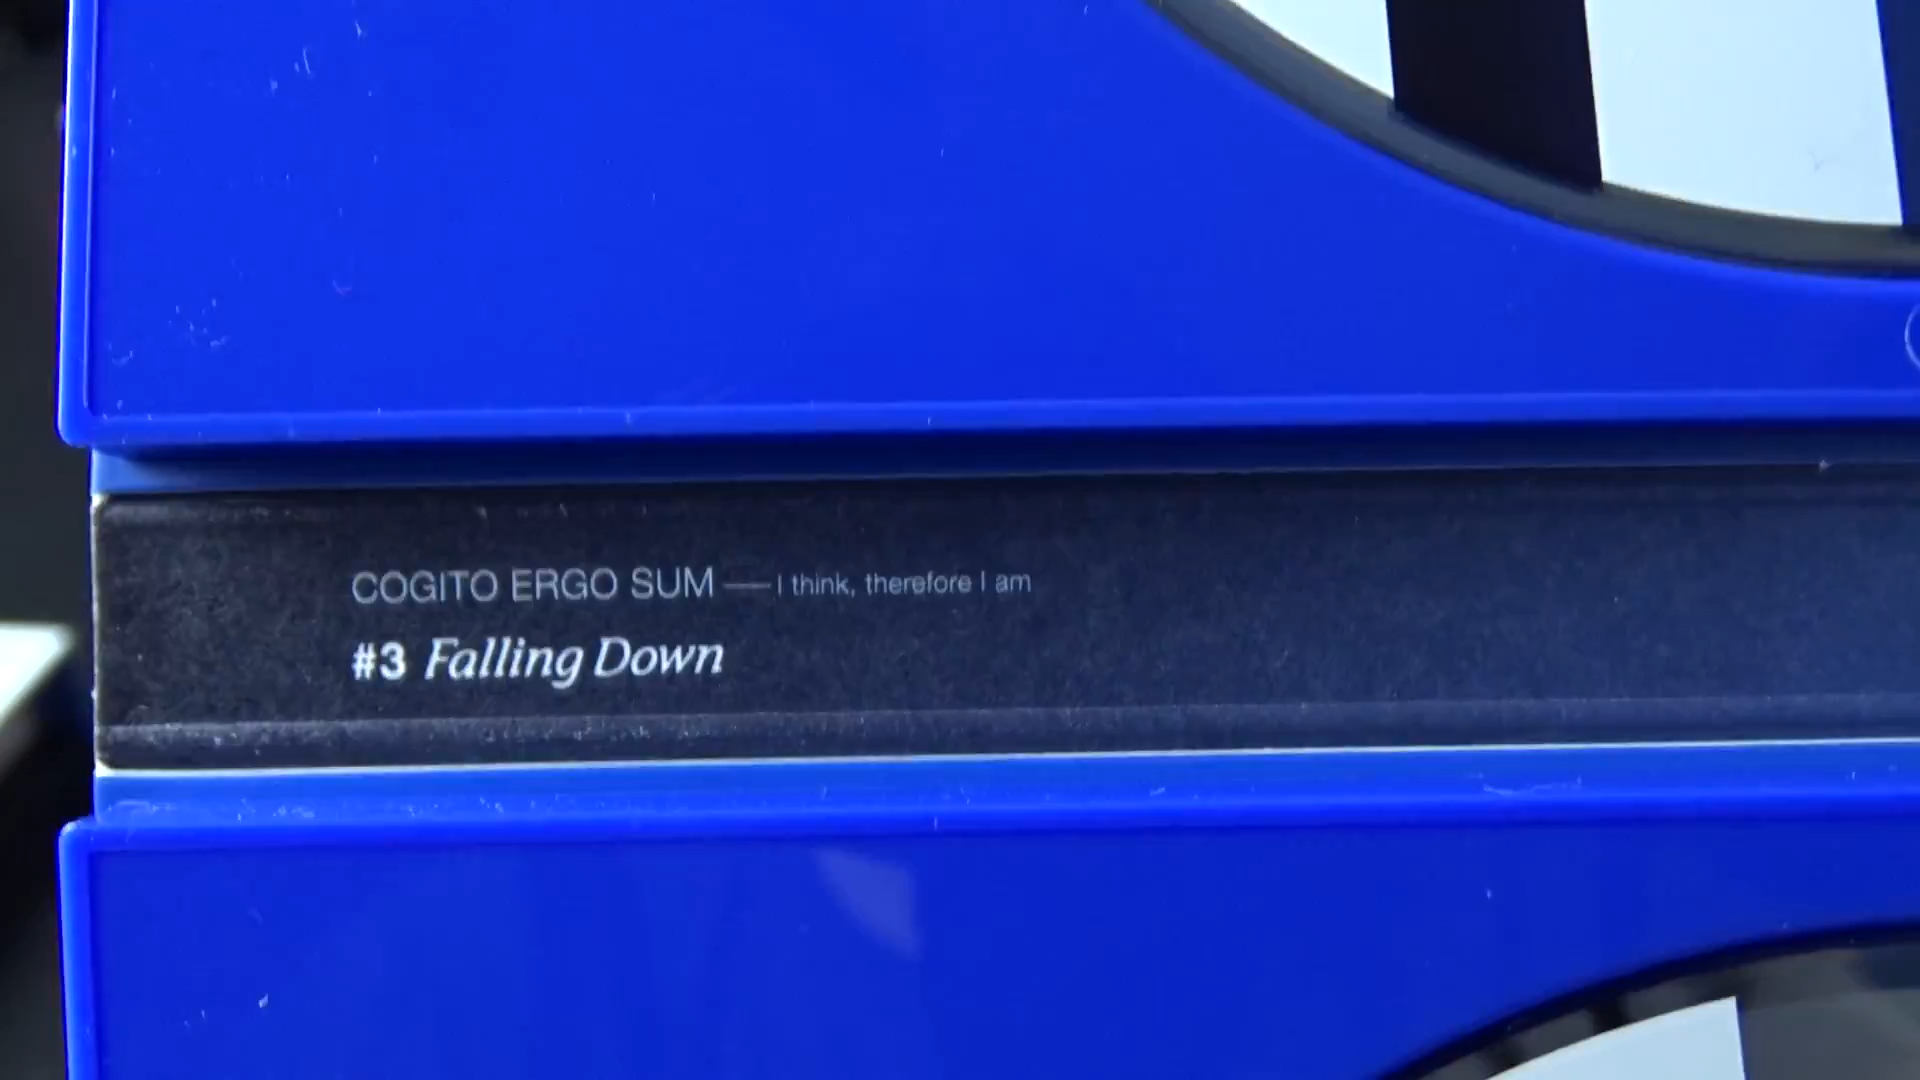 COGITO ERGO SUM — I think, therefore I am
#3 Falling Down